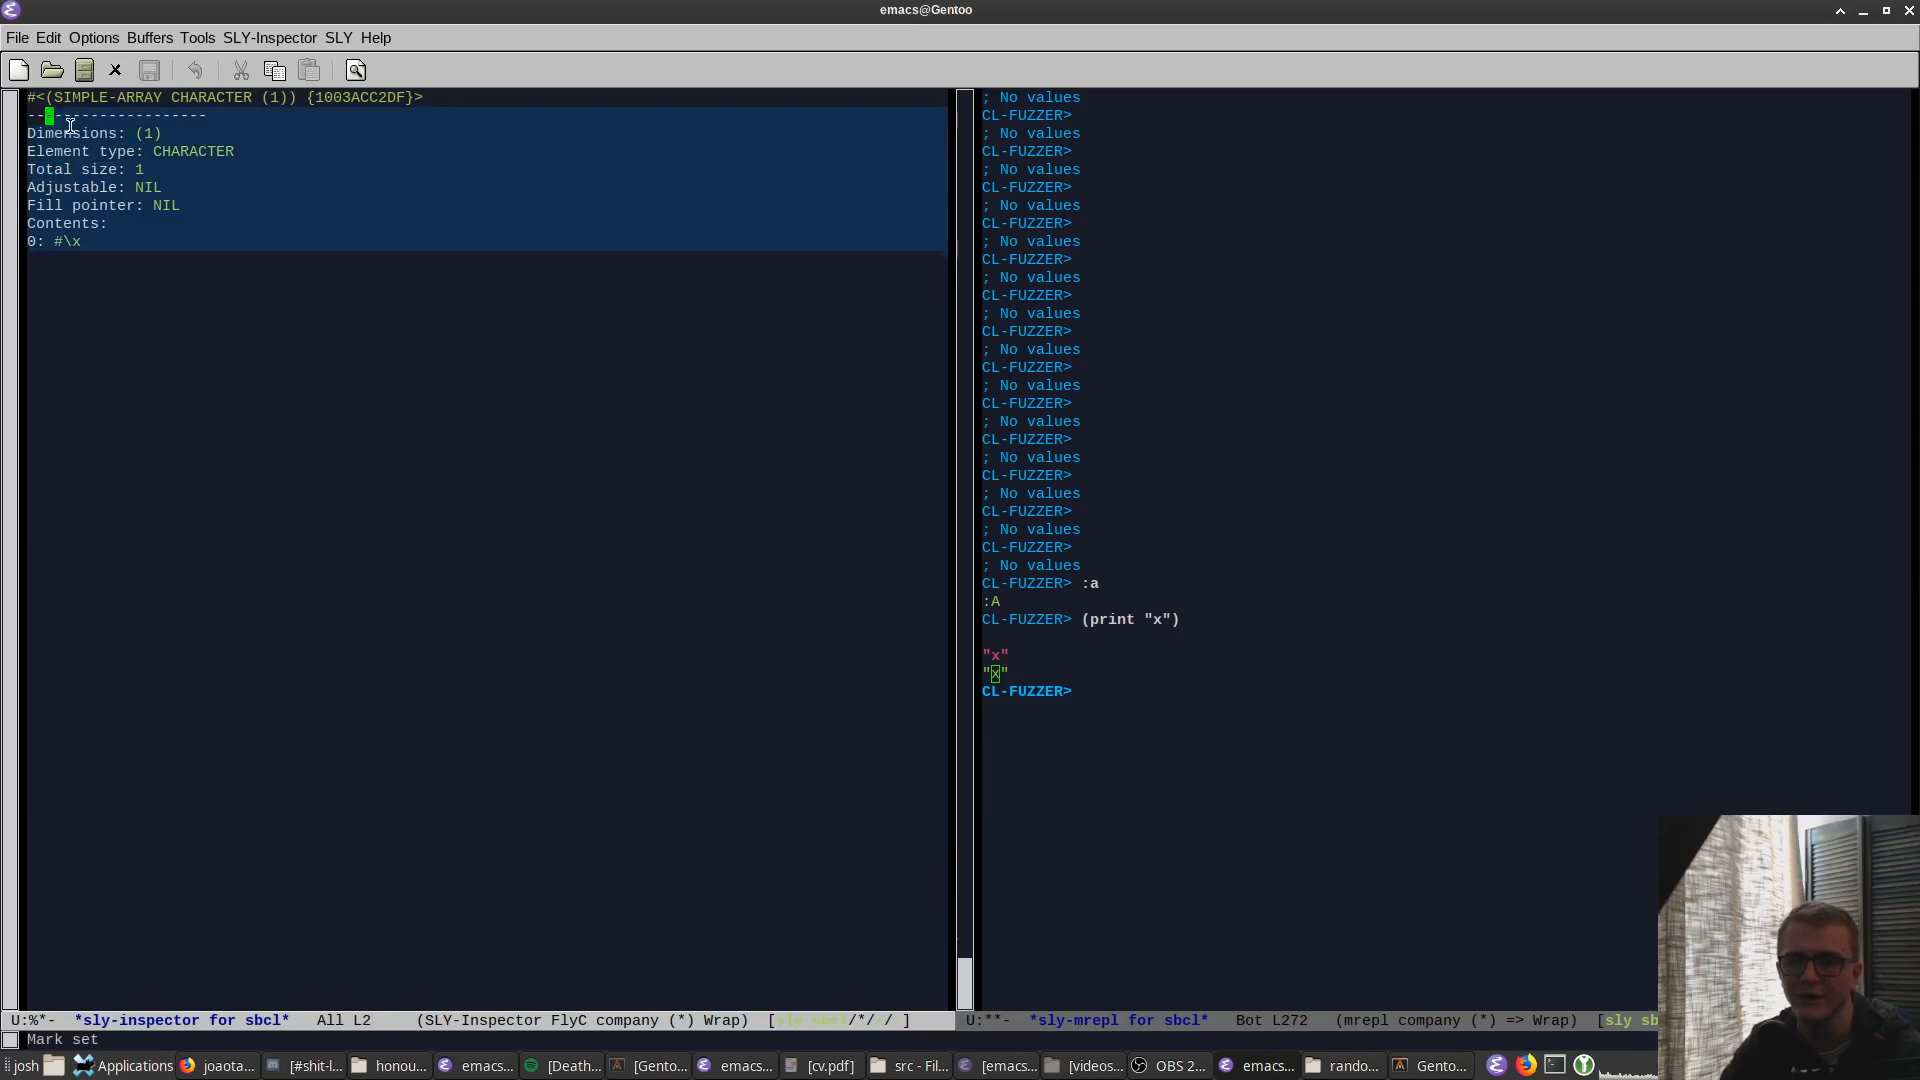 emacs@Gentoo
File Edit Options Buffers Tools SLY-Inspector SLY Help
#<(SIMPLE-ARRAY CHARACTER (1)) {1003ACC2DF}>
--------------------
Dimensions: (1)
Element type: CHARACTER
Total size: 1
Adjustable: NIL
Fill pointer: NIL
Contents:
0: #\x
; No values
CL-FUZZER>
; No values
CL-FUZZER>
; No values
CL-FUZZER>
; No values
CL-FUZZER>
; No values
CL-FUZZER>
; No values
CL-FUZZER>
; No values
CL-FUZZER>
; No values
CL-FUZZER>
; No values
CL-FUZZER>
; No values
CL-FUZZER>
; No values
CL-FUZZER>
; No values
CL-FUZZER>
; No values
CL-FUZZER>
; No values
CL-FUZZER> :a
:A
CL-FUZZER> (print "x")
"x"
"x"
CL-FUZZER>
U:%*- *sly-inspector for sbcl* All L2 (SLY-Inspector FlyC company (*) Wrap) [sly sbcl/*/ / ]
U:**- *sly-mrepl for sbcl* Bot L272 (mrepl company (*) => Wrap) [sly sb
Mark set
josh Applications joaota... [#shit-l... honou... emacs... [Death... [Gento... emacs... [cv.pdf] src - Fil... [emacs... [videos... OBS 2... emacs... rando... Gento...